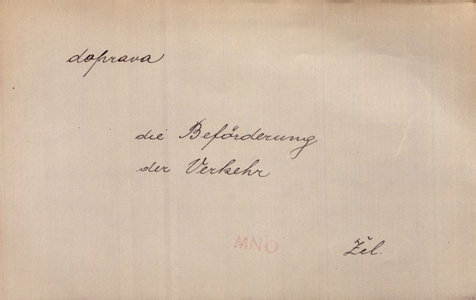 doprava
die Beförderung
der Verkehr
MNO
Žel.